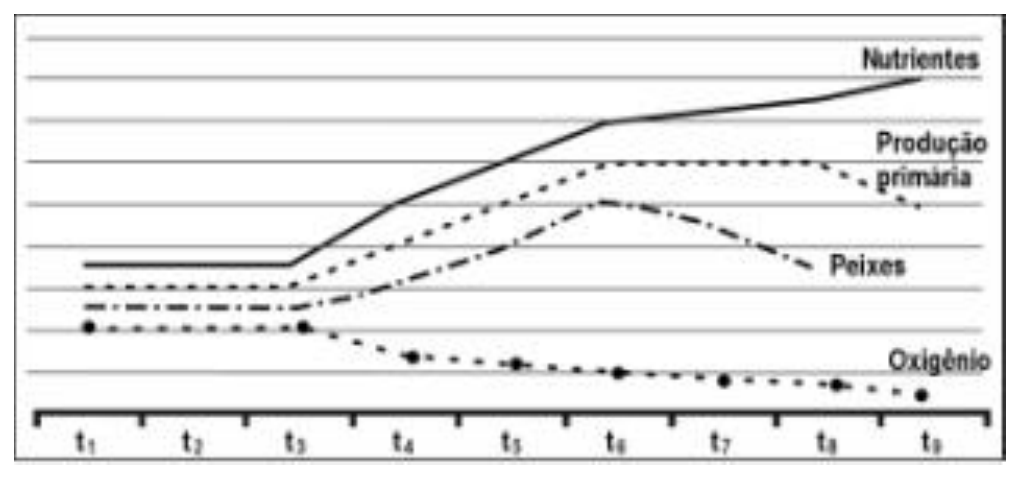 Nutrientes
Produção
primária
Peixes
Oxigênio
t₁ t₂ t₃ t₄ t₅ t₆ t₇ t₈ t₉